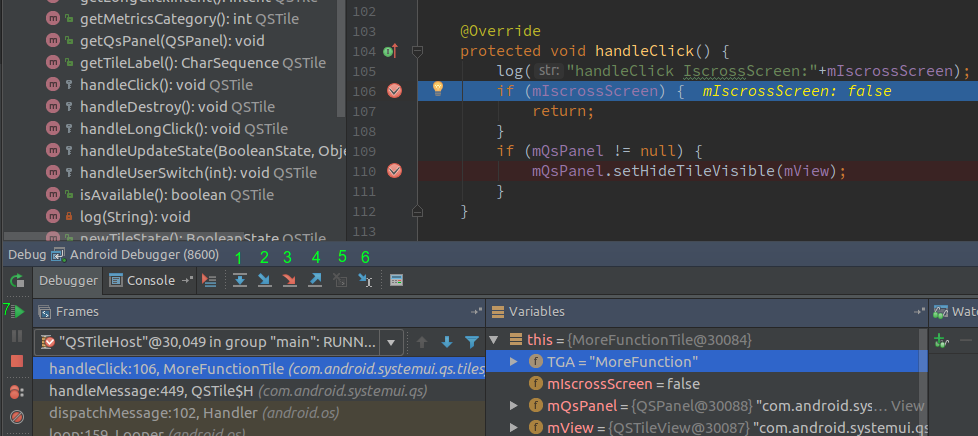 getLongClickIntent(): Intent QSTile
getMetricsCategory(): int QSTile
getQsPanel(QSPanel): void
getTileLabel(): CharSequence QSTile
handleClick(): void QSTile
handleDestroy(): void QSTile
handleLongClick(): void QSTile
handleUpdateState(BooleanState, Obje
handleUserSwitch(int): void QSTile
isAvailable(): boolean QSTile
log(String): void
newTileState(): BooleanState QSTile
102
103 @Override
104 protected void handleClick() {
105 log( str: "handleClick IscrossScreen:"+mIscrossScreen);
106 if (mIscrossScreen) { mIscrossScreen: false
107 return;
108 }
109 if (mQsPanel != null) {
110 mQsPanel.setHideTileVisible(mView);
111 }
112 }
113
Debug Android Debugger (8600)
1 2 3 4 5 6
Debugger Console
7
Frames
"QSTileHost"@30,049 in group "main": RUNN...
handleClick:106, MoreFunctionTile (com.android.systemui.qs.tiles
handleMessage:449, QSTile$H (com.android.systemui.qs)
dispatchMessage:102, Handler (android.os)
loop:159, Looper (android.os)
Variables
this = {MoreFunctionTile@30084}
TGA = "MoreFunction"
mIscrossScreen = false
mQsPanel = {QSPanel@30088} "com.android.sys... View
mView = {QSTileView@30087} "com.android.systemui.qs
Watc